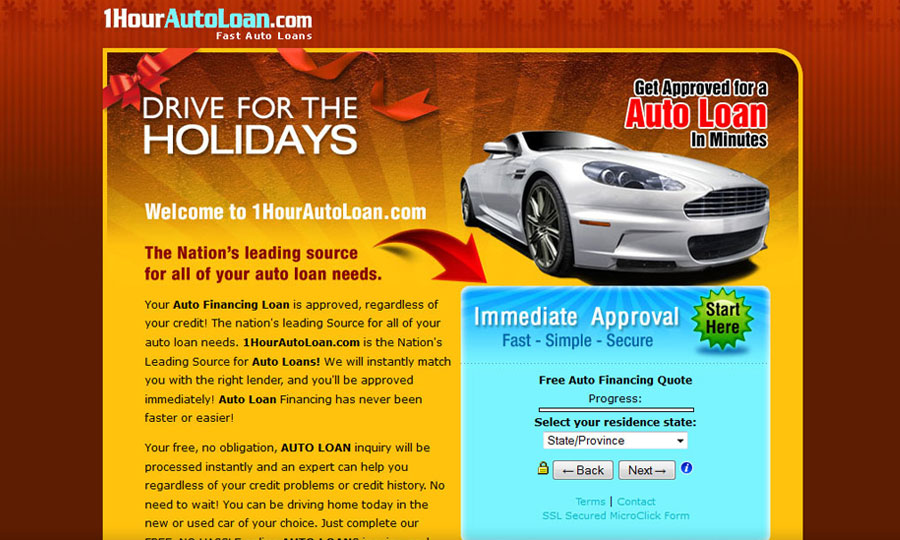 1HourAutoLoan.com
Fast Auto Loans
DRIVE FOR THE
HOLIDAYS
Get Approved for a
Auto Loan
In Minutes
Welcome to 1HourAutoLoan.com
The Nation's leading source
for all of your auto loan needs.
Your Auto Financing Loan is approved, regardless of
your credit! The nation's leading Source for all of your
auto loan needs. 1HourAutoLoan.com is the Nation's
Leading Source for Auto Loans! We will instantly match
you with the right lender, and you'll be approved
immediately! Auto Loan Financing has never been
faster or easier!
Your free, no obligation, AUTO LOAN inquiry will be
processed instantly and an expert can help you
regardless of your credit problems or credit history. No
need to wait! You can be driving home today in the
new or used car of your choice. Just complete our
Immediate Approval
Fast - Simple - Secure
Start
Here
Free Auto Financing Quote
Progress:
Select your residence state:
State/Province
←Back Next→
Terms | Contact
SSL Secured MicroClick Form